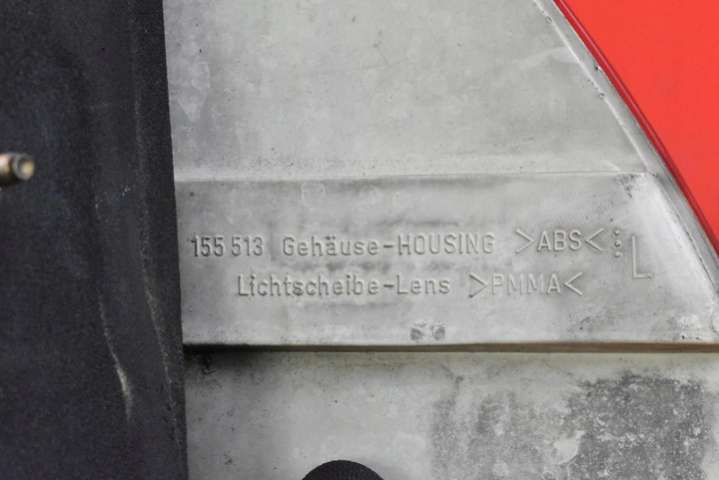 155 513 Gehäuse-HOUSING >ABS< L
Lichtscheibe-Lens >PMMA<